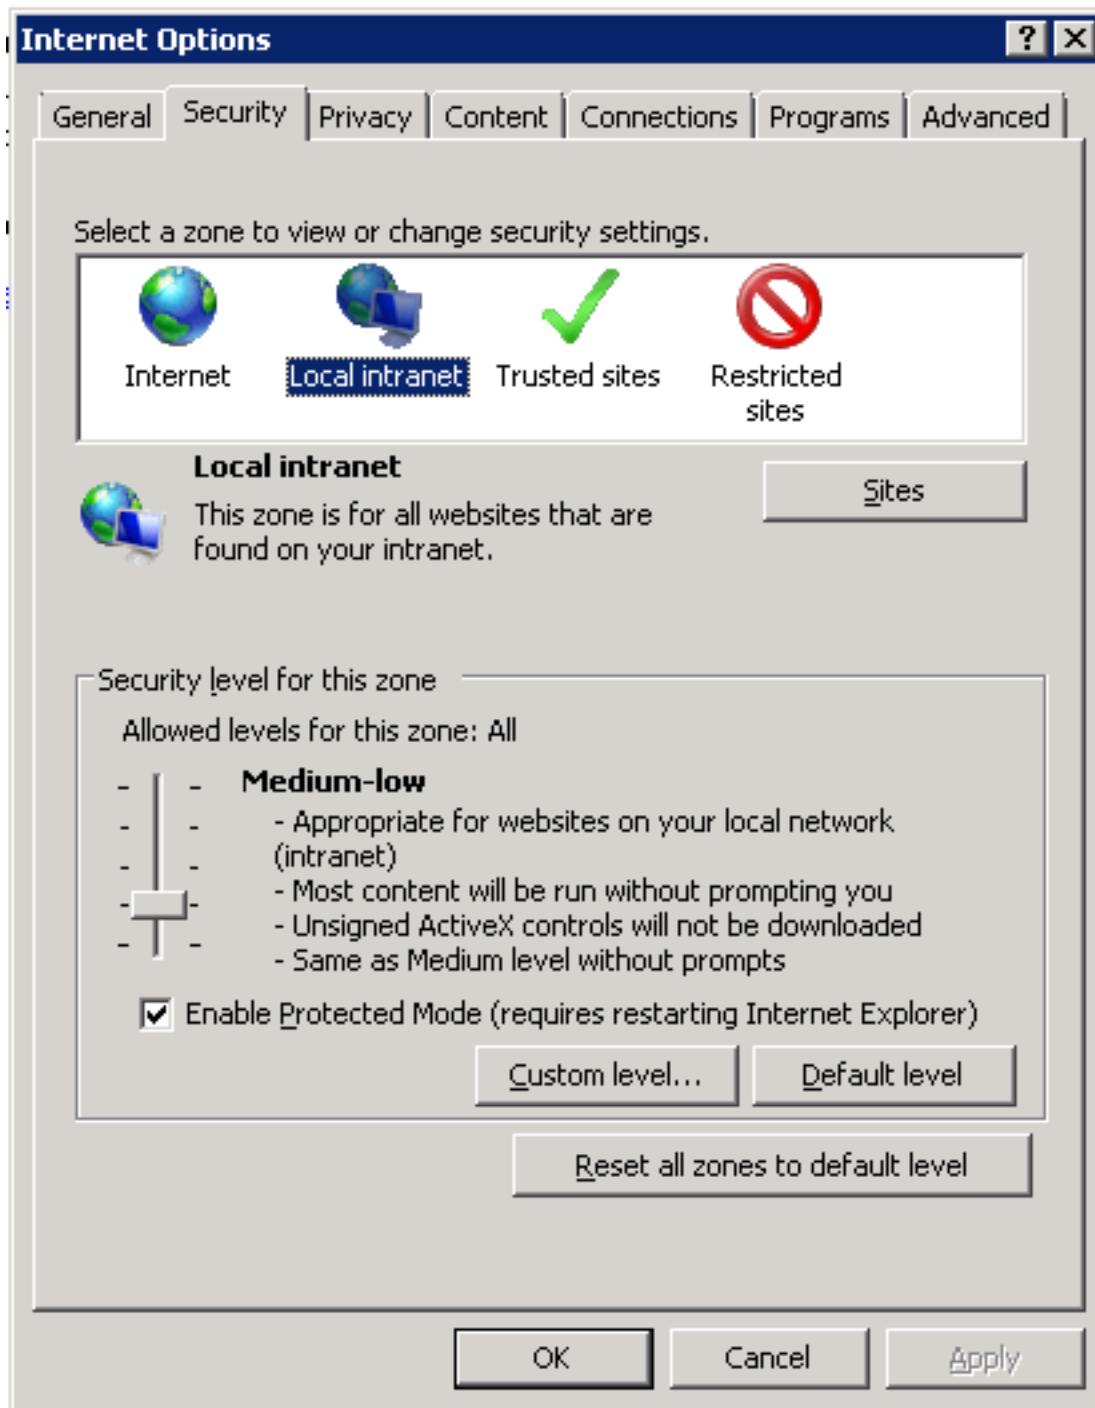 Internet Options
General Security Privacy Content Connections Programs Advanced
Select a zone to view or change security settings.
Internet Local intranet Trusted sites Restricted
sites
Local intranet
Sites
This zone is for all websites that are
found on your intranet.
Security level for this zone
Allowed levels for this zone: All
Medium-low
- Appropriate for websites on your local network
(intranet)
- Most content will be run without prompting you
- Unsigned ActiveX controls will not be downloaded
- Same as Medium level without prompts
Enable Protected Mode (requires restarting Internet Explorer)
Custom level... Default level
Reset all zones to default level
OK Cancel Apply